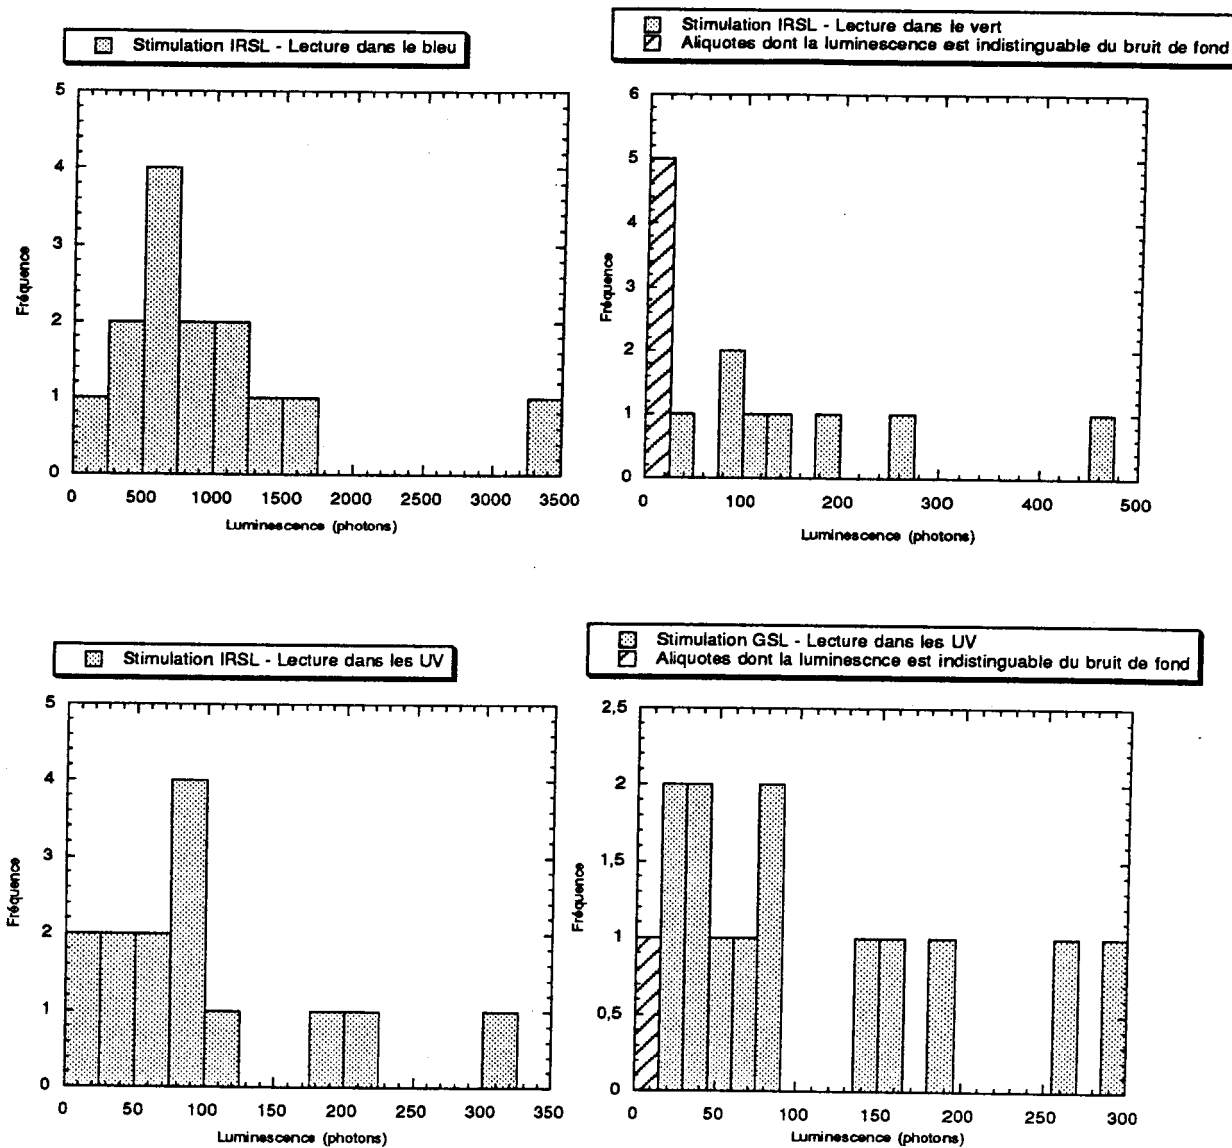 Stimulation IRSL - Lecture dans le bleu
5
4
3
2
1
0
Fréquence
0 500 1000 1500 2000 2500 3000 3500
Luminescence (photons)
Stimulation IRSL - Lecture dans le vert
Aliquotes dont la luminescence est indistinguable du bruit de fond
6
5
4
3
2
1
0
Fréquence
0 100 200 300 400 500
Luminescence (photons)
Stimulation IRSL - Lecture dans les UV
5
4
3
2
1
0
Fréquence
0 50 100 150 200 250 300 350
Luminescence (photons)
Stimulation GSL - Lecture dans les UV
Aliquotes dont la luminescnce est indistinguable du bruit de fond
2,5
2
1,5
1
0,5
0
Fréquence
0 50 100 150 200 250 300
Luminescence (photons)